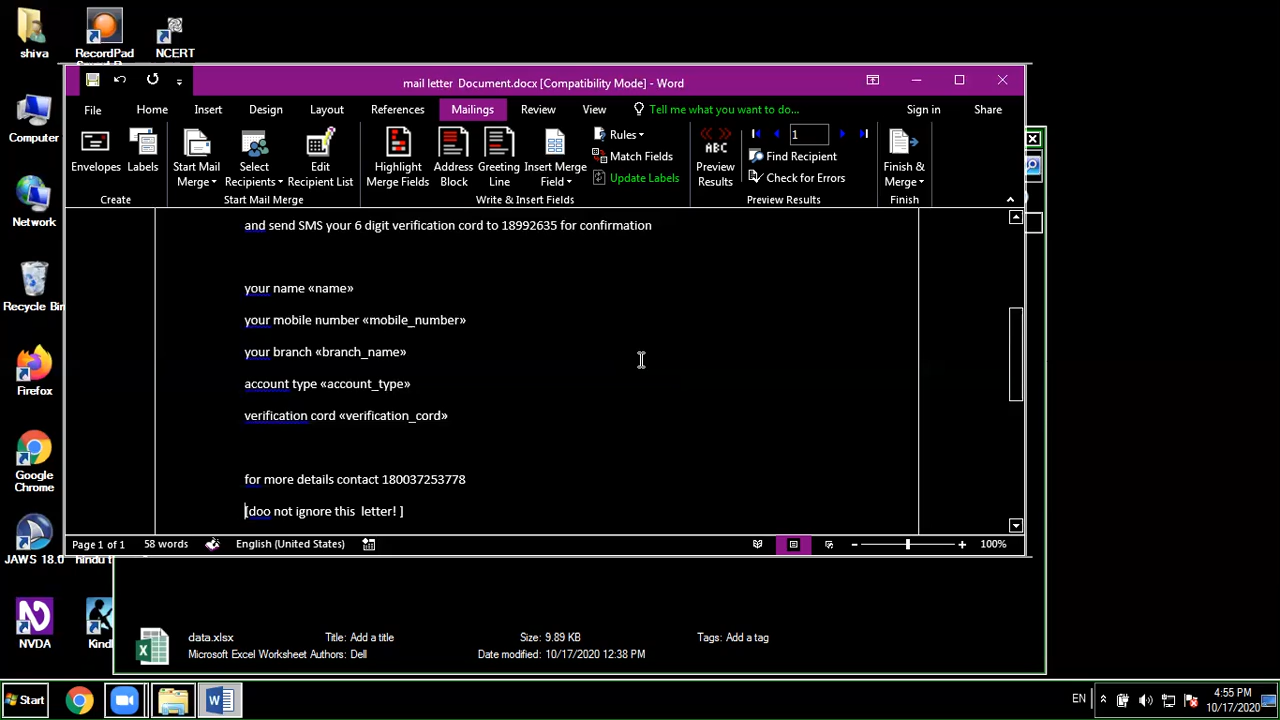 shiva
RecordPad
NCERT
mail letter Document.docx [Compatibility Mode] - Word
File
Home
Insert
Design
Layout
References
Mailings
Review
View
Tell me what you want to do...
Sign in
Share
Envelopes
Labels
Start Mail Merge
Select Recipients
Edit Recipient List
Highlight Merge Fields
Address Block
Greeting Line
Insert Merge Field
Rules
Match Fields
Update Labels
ABC
Preview Results
1
Find Recipient
Check for Errors
Finish & Merge
Create
Start Mail Merge
Write & Insert Fields
Preview Results
Finish
and send SMS your 6 digit verification cord to 18992635 for confirmation
your name «name»
your mobile number «mobile_number»
your branch «branch_name»
account type «account_type»
verification cord «verification_cord»
for more details contact 180037253778
[doo not ignore this  letter! ]
Page 1 of 1
58 words
English (United States)
100%
Computer
Network
Recycle Bin
Firefox
Google Chrome
JAWS 18.0
hindu t
NVDA
Kindl
data.xlsx
Title: Add a title
Size: 9.89 KB
Tags: Add a tag
Microsoft Excel Worksheet
Authors: Dell
Date modified: 10/17/2020 12:38 PM
Start
EN
4:55 PM
10/17/2020